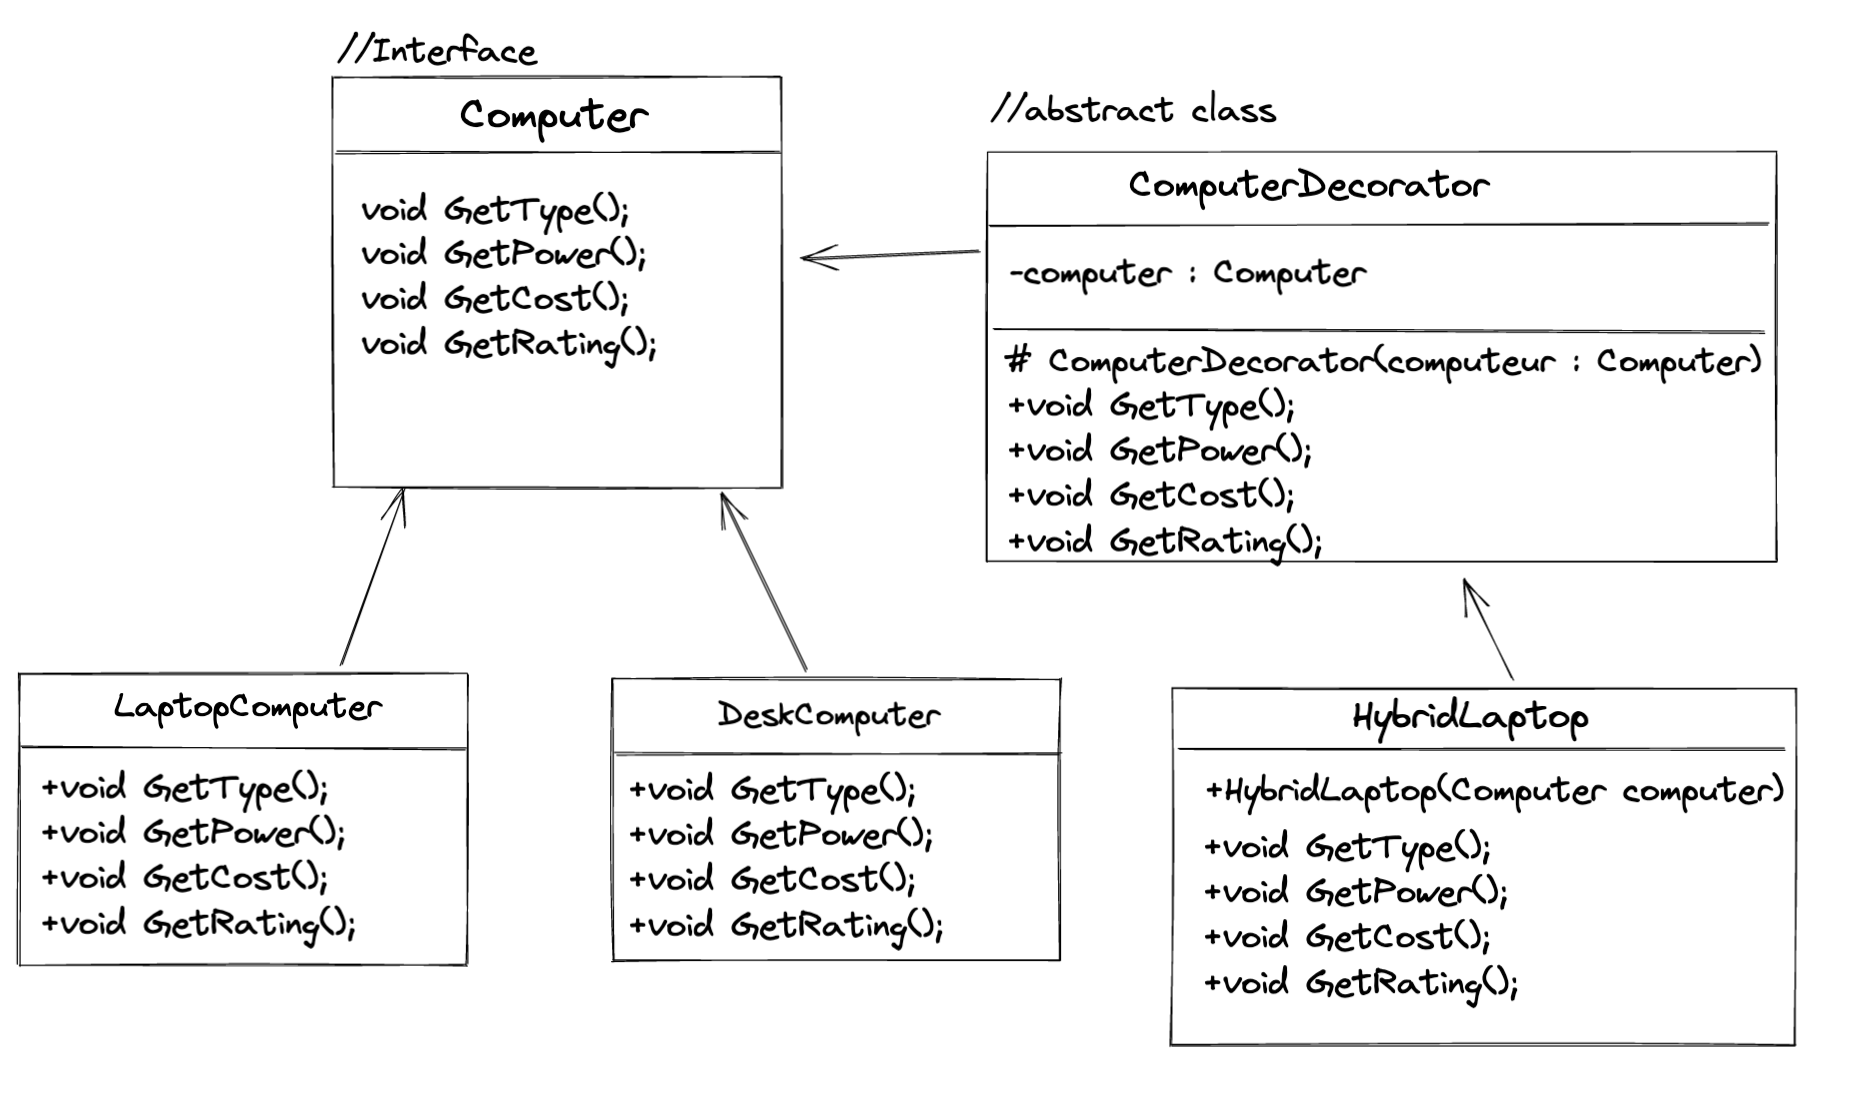 //Interface
Computer
void GetType();
void GetPower();
void GetCost();
void GetRating();
//abstract class
ComputerDecorator
-computer : Computer
# ComputerDecorator(computeur : Computer)
+void GetType();
+void GetPower();
+void GetCost();
+void GetRating();
LaptopComputer
+void GetType();
+void GetPower();
+void GetCost();
+void GetRating();
DeskComputer
+void GetType();
+void GetPower();
+void GetCost();
+void GetRating();
HybridLaptop
+HybridLaptop(Computer computer)
+void GetType();
+void GetPower();
+void GetCost();
+void GetRating();